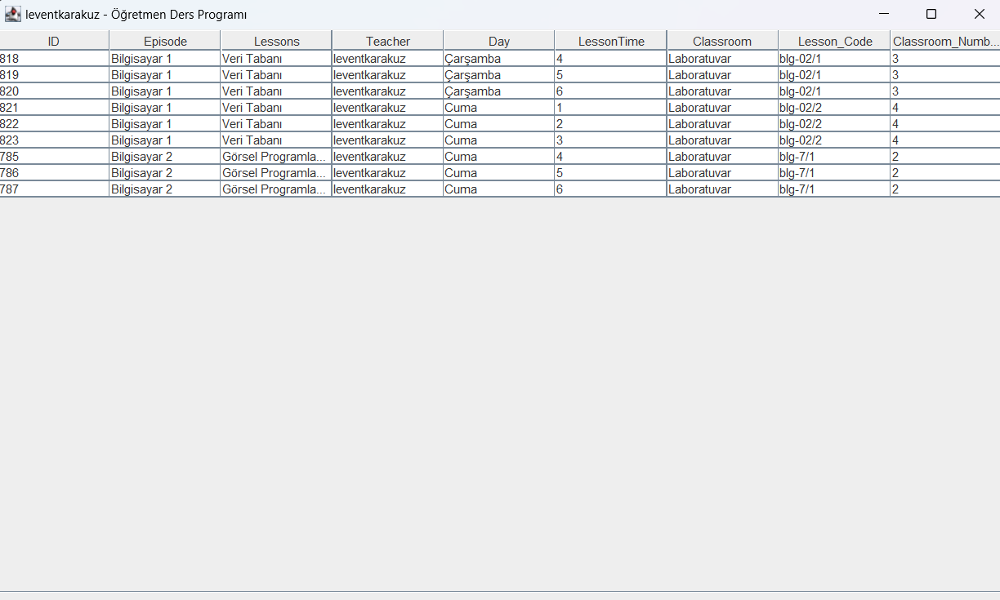 leventkarakuz - Öğretmen Ders Programı
ID Episode Lessons Teacher Day LessonTime Classroom Lesson_Code Classroom_Numb...
818 Bilgisayar 1 Veri Tabanı leventkarakuz Çarşamba 4 Laboratuvar blg-02/1 3
819 Bilgisayar 1 Veri Tabanı leventkarakuz Çarşamba 5 Laboratuvar blg-02/1 3
820 Bilgisayar 1 Veri Tabanı leventkarakuz Çarşamba 6 Laboratuvar blg-02/1 3
821 Bilgisayar 1 Veri Tabanı leventkarakuz Cuma 1 Laboratuvar blg-02/2 4
822 Bilgisayar 1 Veri Tabanı leventkarakuz Cuma 2 Laboratuvar blg-02/2 4
823 Bilgisayar 1 Veri Tabanı leventkarakuz Cuma 3 Laboratuvar blg-02/2 4
785 Bilgisayar 2 Görsel Programla... leventkarakuz Cuma 4 Laboratuvar blg-7/1 2
786 Bilgisayar 2 Görsel Programla... leventkarakuz Cuma 5 Laboratuvar blg-7/1 2
787 Bilgisayar 2 Görsel Programla... leventkarakuz Cuma 6 Laboratuvar blg-7/1 2